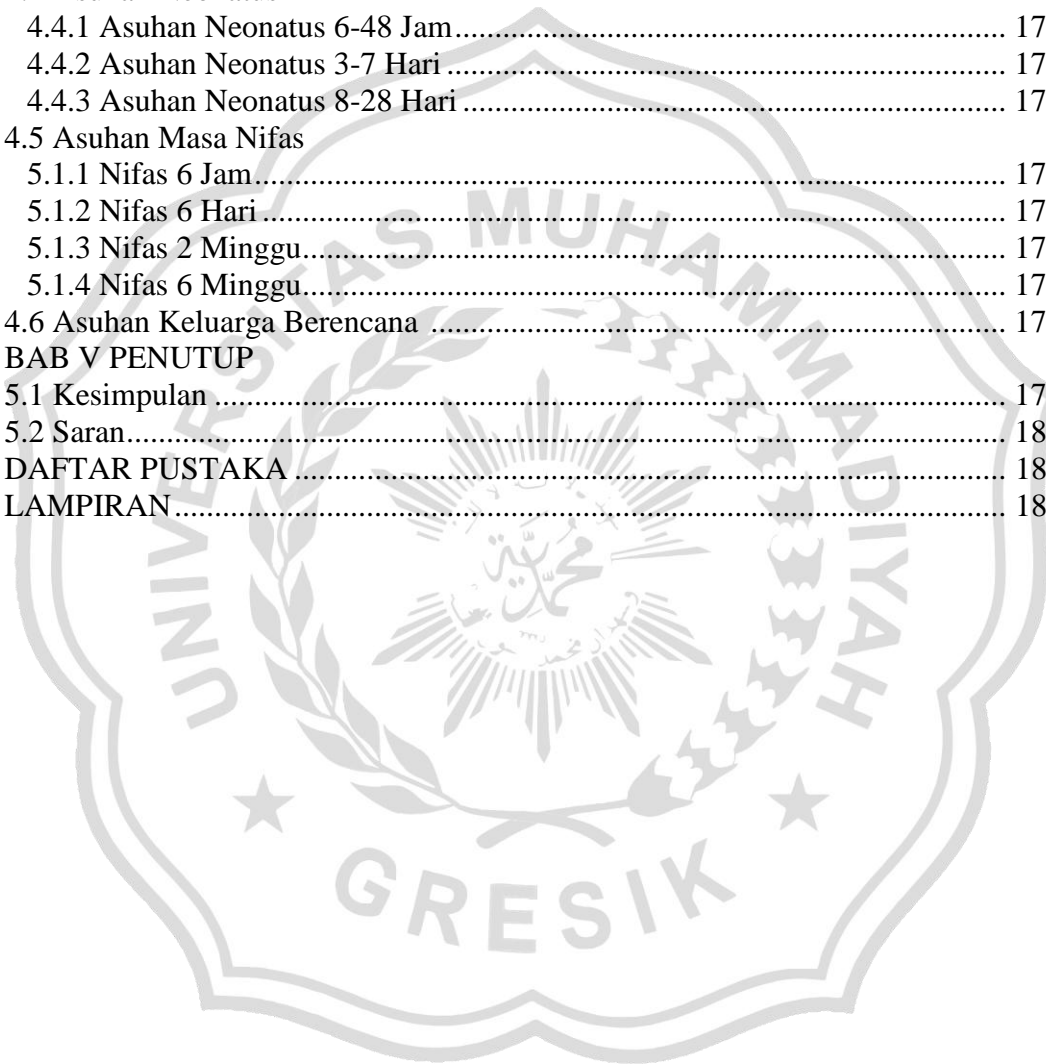 4.4.1 Asuhan Neonatus 6-48 Jam.......... 17
4.4.2 Asuhan Neonatus 3-7 Hari.......... 17
4.4.3 Asuhan Neonatus 8-28 Hari.......... 17
4.5 Asuhan Masa Nifas
5.1.1 Nifas 6 Jam.......... 17
5.1.2 Nifas 6 Hari.......... 17
5.1.3 Nifas 2 Minggu.......... 17
5.1.4 Nifas 6 Minggu.......... 17
4.6 Asuhan Keluarga Berencana .......... 17
BAB V PENUTUP
5.1 Kesimpulan .......... 17
5.2 Saran.......... 18
DAFTAR PUSTAKA .......... 18
LAMPIRAN.......... 18
UNIVERSITAS MUHAMMADIYAH
GRESIK